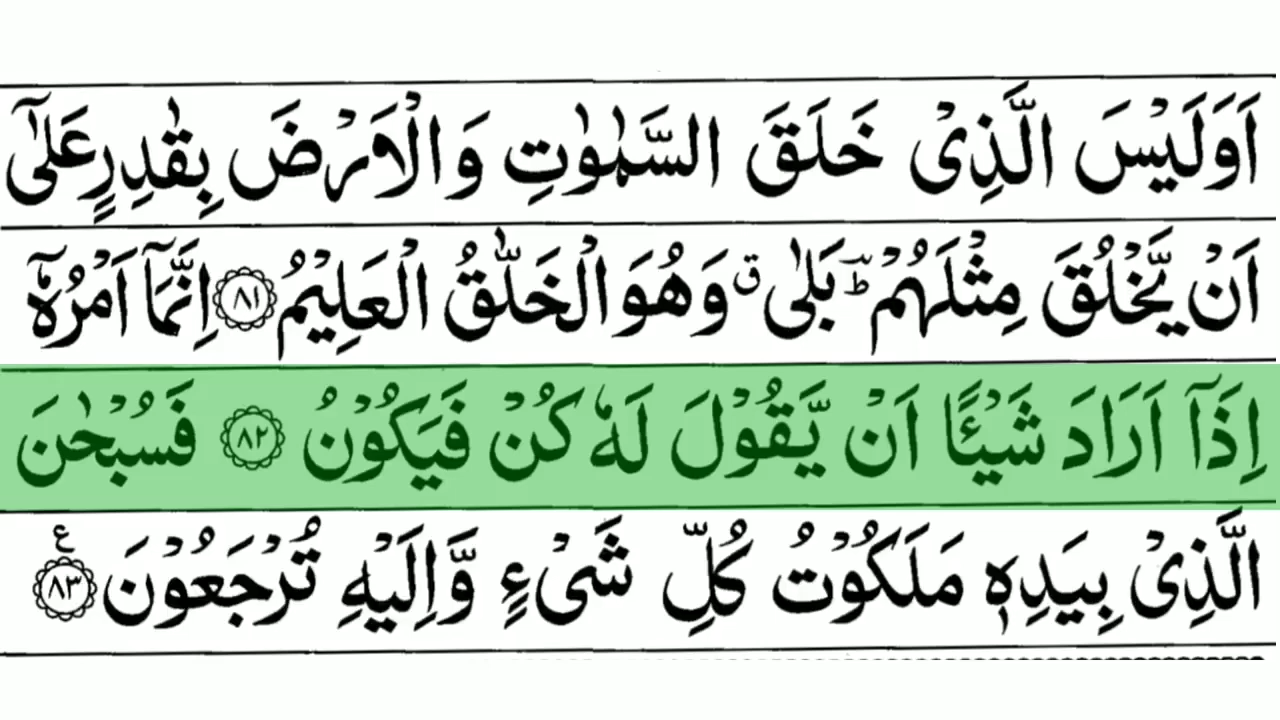 اَوَلَيْسَ الَّذِىْ خَلَقَ السَّمٰوٰتِ وَالْاَرْضَ بِقٰدِرٍ عَلٰٓى
اَنْ يَّخْلُقَ مِثْلَهُمْ ؕ بَلٰى ق وَهُوَ الْخَلّٰقُ الْعَلِيْمُ ۝٨١ اِنَّمَاۤ اَمْرُهٗۤ
اِذَاۤ اَرَادَ شَيْـًٔا اَنْ يَّقُوْلَ لَهٗ كُنْ فَيَكُوْنُ ۝٨٢ فَسُبْحٰنَ
الَّذِىْ بِيَدِهٖ مَلَكُوْتُ كُلِّ شَىْءٍ وَّاِلَيْهِ تُرْجَعُوْنَ ۝٨٣ ع